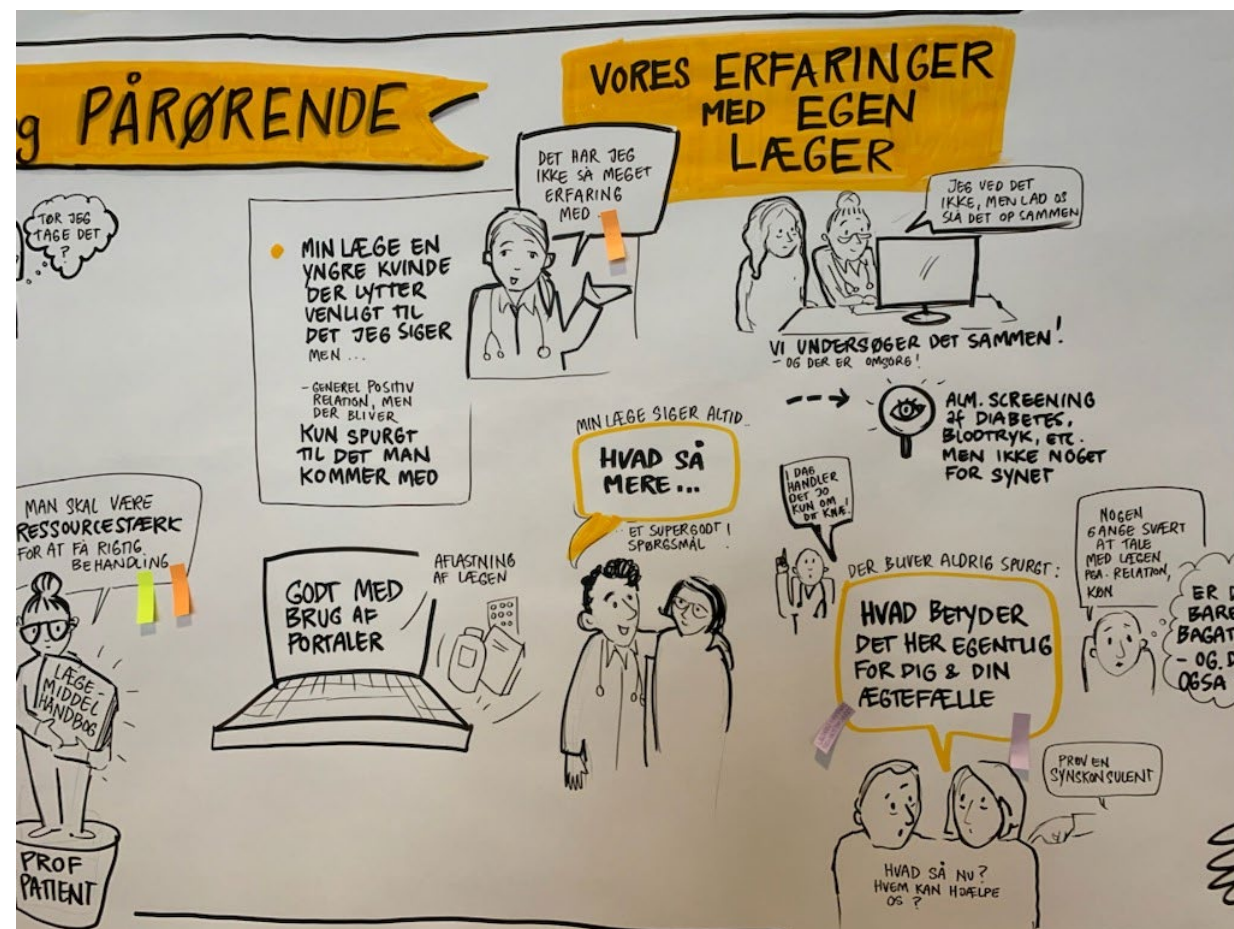 g PÅRØRENDE
VORES ERFARINGER
MED EGEN
LÆGER
TØR JEG
TAGE DET
?
MIN LÆGE EN
YNGRE KVINDE
DER LYTTER
VENLIGT TIL
DET JEG SIGER
MEN ...
- GENEREL POSITIV
RELATION, MEN
DER BLIVER
KUN SPURGT
TIL DET MAN
KOMMER MED
DET HAR JEG
IKKE SÅ MEGET
ERFARING
MED
JEG VED DET
IKKE, MEN LAD OS
SLÅ DET OP SAMMEN
VI UNDERSØGER DET SAMMEN!
- OG DER ER OMSORG!
ALM. SCREENING
af DIABETES,
BLODTRYK, ETC.
MEN IKKE NOGET
FOR SYNET
MIN LÆGE SIGER ALTID..
HVAD SÅ
MERE...
.. ET SUPERGODT
SPØRGSMÅL!
I DAG
HANDLER
DET JO
KUN OM
DIT KNÆ!
MAN SKAL VÆRE
RESSOURCESTÆRK
FOR AT FÅ RIGTIG
BEHANDLING
LÆGE-
MIDDEL
HÅNDBOG
PROF
PATIENT
GODT MED
BRUG AF
PORTALER
AFLASTNING
AF LÆGEN
DER BLIVER ALDRIG SPURGT:
HVAD BETYDER
DET HER EGENTLIG
FOR DIG & DIN
ÆGTEFÆLLE
NOGEN
GANGE SVÆRT
AT TALE
MED LÆGEN
PGA. RELATION,
KØN
ER D
BARE
BAGAT
- OG. D
OGSÅ
PRØV EN
SYNSKONSULENT
HVAD SÅ NU?
HVEM KAN HJÆLPE
OS?